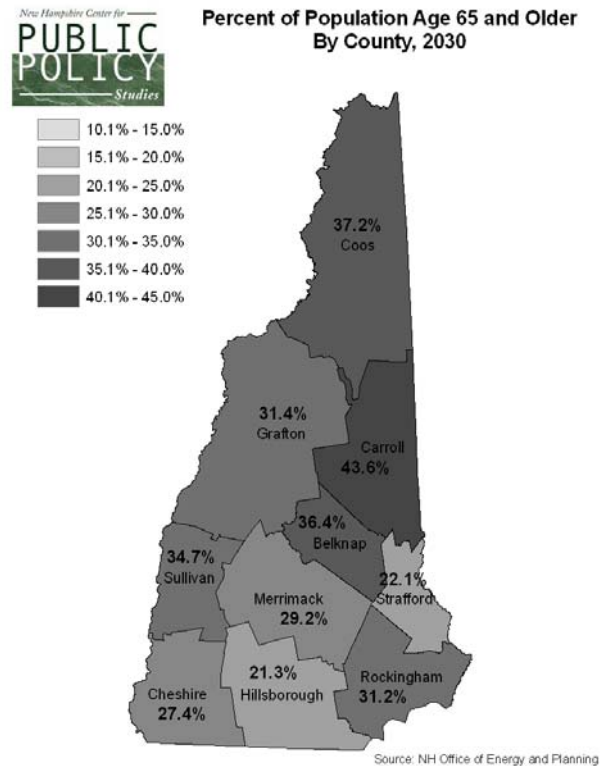 New Hampshire Center for
PUBLIC
POLICY
Studies
Percent of Population Age 65 and Older
By County, 2030
10.1% - 15.0%
15.1% - 20.0%
20.1% - 25.0%
25.1% - 30.0%
30.1% - 35.0%
35.1% - 40.0%
40.1% - 45.0%
37.2%
Coos
31.4%
Grafton
Carroll
43.6%
36.4%
Belknap
34.7%
Sullivan
22.1%
Strafford
Merrimack
29.2%
21.3%
Hillsborough
Rockingham
31.2%
Cheshire
27.4%
Source: NH Office of Energy and Planning